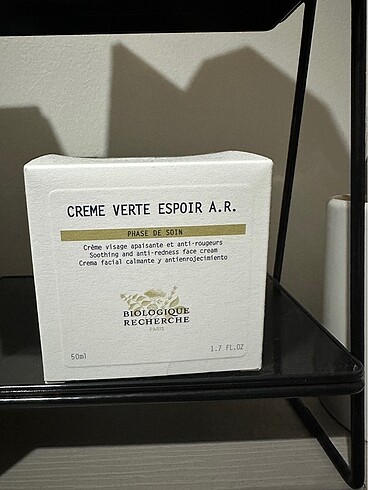 CREME VERTE ESPOIR A.R.
PHASE DE SOIN
Crème visage apaisante et anti-rougeurs
Soothing and anti-redness face cream
Crema facial calmante y antienrojecimiento
BIOLOGIQUE
RECHERCHE
PARIS
50ml
1.7 FL.OZ